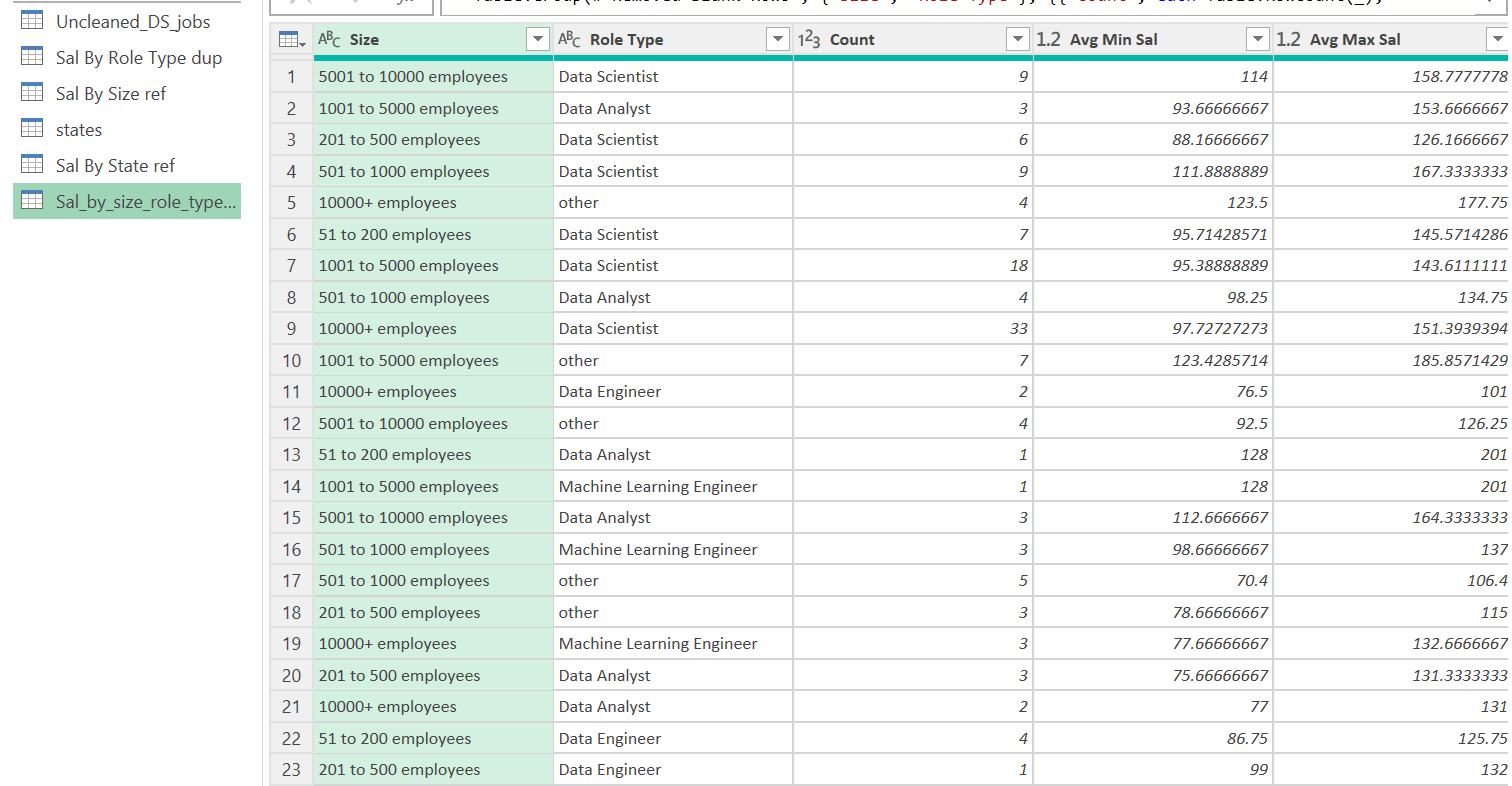 Uncleaned_DS_jobs
Sal By Role Type dup
Sal By Size ref
states
Sal By State ref
Sal_by_size_role_type...
ABC Size ABC Role Type 123 Count 1.2 Avg Min Sal 1.2 Avg Max Sal
1 5001 to 10000 employees Data Scientist 9 114 158.7777778
2 1001 to 5000 employees Data Analyst 3 93.66666667 153.6666667
3 201 to 500 employees Data Scientist 6 88.16666667 126.1666667
4 501 to 1000 employees Data Scientist 9 111.8888889 167.3333333
5 10000+ employees other 4 123.5 177.75
6 51 to 200 employees Data Scientist 7 95.71428571 145.5714286
7 1001 to 5000 employees Data Scientist 18 95.38888889 143.6111111
8 501 to 1000 employees Data Analyst 4 98.25 134.75
9 10000+ employees Data Scientist 33 97.72727273 151.3939394
10 1001 to 5000 employees other 7 123.4285714 185.8571429
11 10000+ employees Data Engineer 2 76.5 101
12 5001 to 10000 employees other 4 92.5 126.25
13 51 to 200 employees Data Analyst 1 128 201
14 1001 to 5000 employees Machine Learning Engineer 1 128 201
15 5001 to 10000 employees Data Analyst 3 112.6666667 164.3333333
16 501 to 1000 employees Machine Learning Engineer 3 98.66666667 137
17 501 to 1000 employees other 5 70.4 106.4
18 201 to 500 employees other 3 78.66666667 115
19 10000+ employees Machine Learning Engineer 3 77.66666667 132.6666667
20 201 to 500 employees Data Analyst 3 75.66666667 131.3333333
21 10000+ employees Data Analyst 2 77 131
22 51 to 200 employees Data Engineer 4 86.75 125.75
23 201 to 500 employees Data Engineer 1 99 132